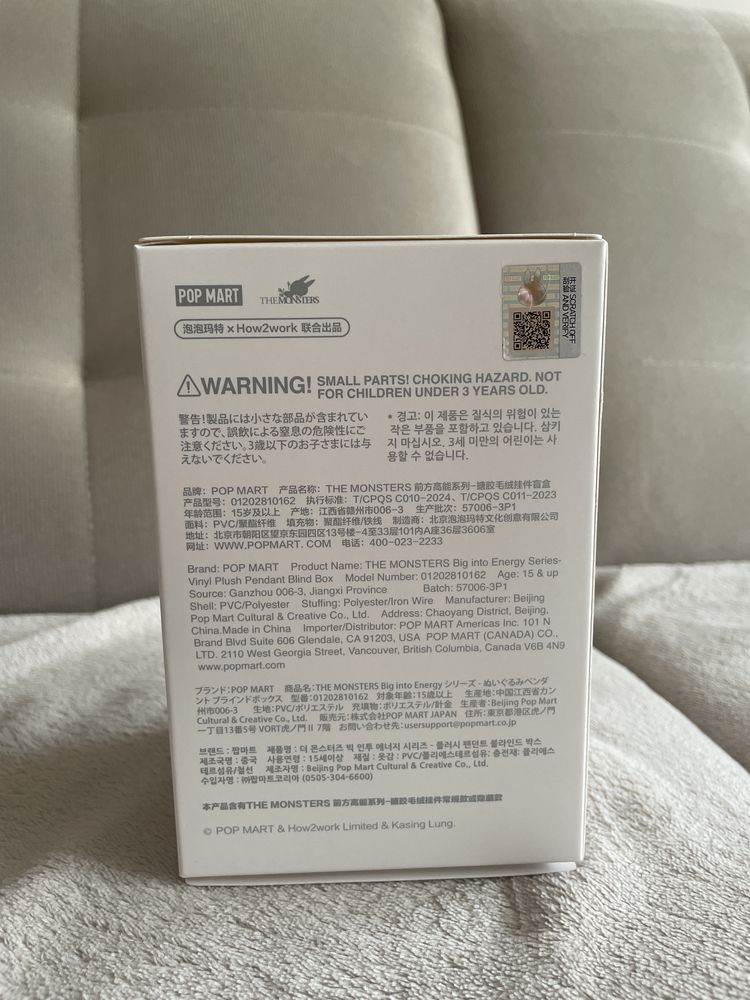 POP MART
THE MONSTERS
泡泡玛特 × How2work 联合出品
开证 SCRATCH OFF
刮验 AND VERIFY
WARNING! SMALL PARTS! CHOKING HAZARD. NOT
FOR CHILDREN UNDER 3 YEARS OLD.
警告!製品には小さな部品が含まれてい
ますので、誤飲による窒息の危険性にご
注意ください。3歳以下のお子さまには与
えないでください。
* 경고: 이 제품은 질식의 위험이 있는
작은 부품을 포함하고 있습니다. 삼키
지 마십시오. 3세 미만의 어린이는 사
용할 수 없습니다.
品牌: POP MART 产品名称: THE MONSTERS 前方高能系列-搪胶毛绒挂件盲盒
产品型号: 01202810162 执行标准: T/CPQS C010-2024、T/CPQS C011-2023
年龄范围: 15岁及以上 产地: 江西省赣州市006-3 生产批次: 57006-3P1
面料: PVC/聚酯纤维 填充物: 聚酯纤维/铁线 制造商: 北京泡泡玛特文化创意有限公司
地址: 北京市朝阳区望京东园四区13号楼-4至33层101内A座36层3606室
网址: WWW.POPMART. COM 电话: 400-023-2233
Brand: POP MART Product Name: THE MONSTERS Big into Energy Series-
Vinyl Plush Pendant Blind Box Model Number: 01202810162 Age: 15 & up
Source: Ganzhou 006-3, Jiangxi Province Batch: 57006-3P1
Shell: PVC/Polyester Stuffing: Polyester/Iron Wire Manufacturer: Beijing
Pop Mart Cultural & Creative Co., Ltd. Address: Chaoyang District, Beijing,
China.Made in China Importer/Distributor: POP MART Americas Inc. 101 N
Brand Blvd Suite 606 Glendale, CA 91203, USA POP MART (CANADA) CO.,
LTD. 2110 West Georgia Street, Vancouver, British Columbia, Canada V6B 4N9
www.popmart.com
ブランド:POP MART 商品名:THE MONSTERS Big into Energy シリーズ - ぬいぐるみペンダ
ント ブラインドボックス 型番:01202810162 対象年齢:15歳以上 生産地:中国江西省カン
州市006-3 生地:PVC/ポリエステル 充填物:ポリエステル/針金 生産者:Beijing Pop Mart
Cultural & Creative Co., Ltd. 販売元:株式会社POP MART JAPAN 住所:東京都港区虎ノ門
一丁目13番5号 VORT虎ノ門II 7階 お問い合わせ先:usersupport@popmart.co.jp
브랜드 : 팝마트 제품명 : 더 몬스터즈 빅 인투 에너지 시리즈 - 플러시 펜던트 블라인드 박스
제조국명 : 중국 사용연령 : 15세이상 재질 : 옷감 : PVC/폴리에스테르섬유: 충전재: 폴리에스
테르섬유/철선 제조자명 : Beijing Pop Mart Cultural & Creative Co., Ltd.
수입자명 : ㈜팝마트코리아 (0505-304-6600)
本产品含有THE MONSTERS 前方高能系列-搪胶毛绒挂件常规款或隐藏款
© POP MART & How2work Limited & Kasing Lung.